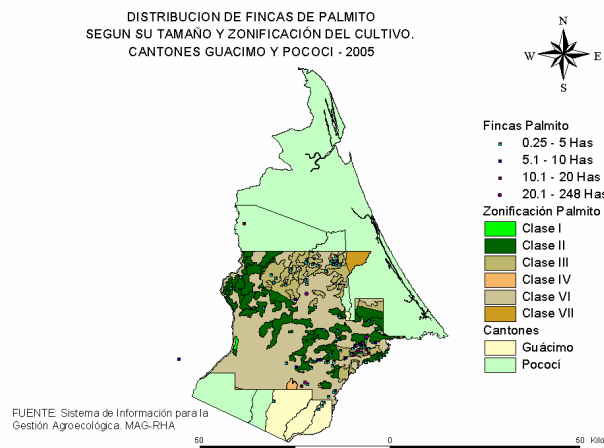 DISTRIBUCION DE FINCAS DE PALMITO
SEGUN SU TAMAÑO Y ZONIFICACIÓN DEL CULTIVO.
CANTONES GUACIMO Y POCOCI - 2005
N
W E
S
Fincas Palmito
0.25 - 5 Has
5.1 - 10 Has
10.1 - 20 Has
20.1 - 248 Has
Zonificación Palmito
Clase I
Clase II
Clase III
Clase IV
Clase VI
Clase VII
Cantones
Guácimo
Pococí
FUENTE: Sistema de Información para la
Gestión Agroecológica. MAG-RHA
50 0 50 Kilo